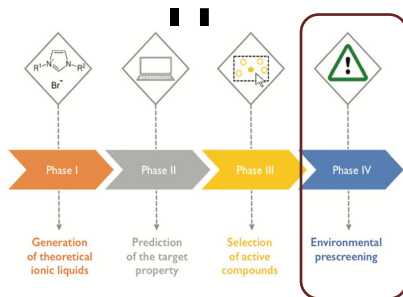 R¹ N N R²
Br⁻
Phase I
Phase II
Phase III
Phase IV
Generation
of theoretical
ionic liquids
Prediction
of the target
property
Selection
of active
compounds
Environmental
prescreening